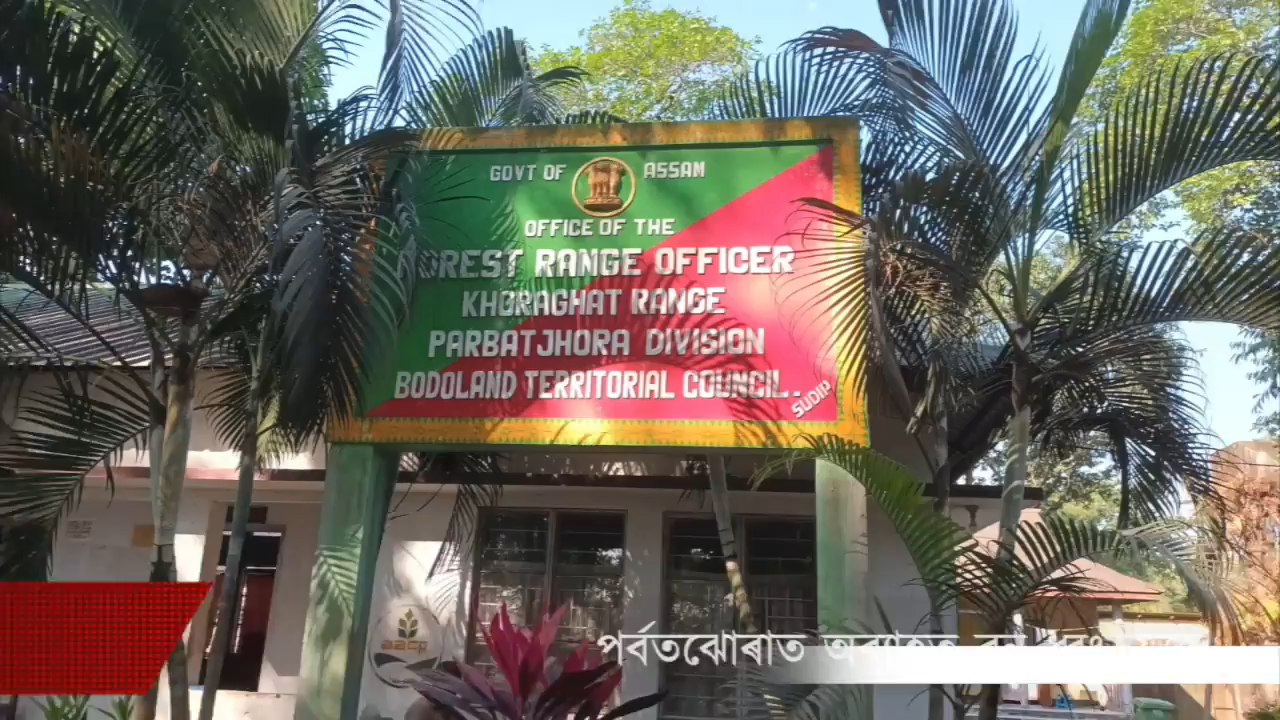 GOVT OF ASSAN
OFFICE OF THE
FOREST RANGE OFFICER
KHORAGHAT RANGE
PARBATJHORA DIVISION
BODOLAND TERRITORIAL COUNCIL.
SUDIP
aacp
পৰ্বতঝোৰাত